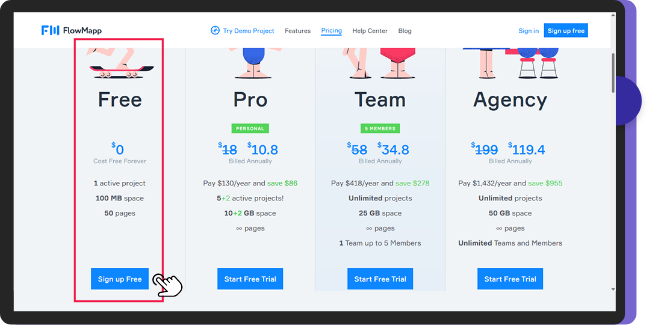 FlowMapp
Try Demo Project Features Pricing Help Center Blog
Sign in Sign up free
Free
$0
Cost Free Forever
1 active project
100 MB space
50 pages
Sign up Free
Pro
PERSONAL
$18 $10.8
Billed Annually
Pay $130/year and save $86
5+2 active projects!
10+2 GB space
∞ pages
Start Free Trial
Team
5 MEMBERS
$58 $34.8
Billed Annually
Pay $418/year and save $278
Unlimited projects
25 GB space
∞ pages
1 Team up to 5 Members
Start Free Trial
Agency
$199 $119.4
Billed Annually
Pay $1,432/year and save $955
Unlimited projects
50 GB space
∞ pages
Unlimited Teams and Members
Start Free Trial